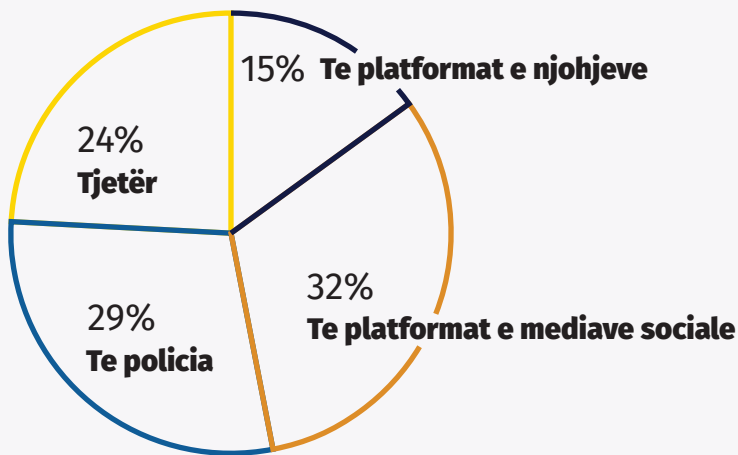 15% Te platformat e njohjeve
24%
Tjetër
32%
Te platformat e mediave sociale
29%
Te policia